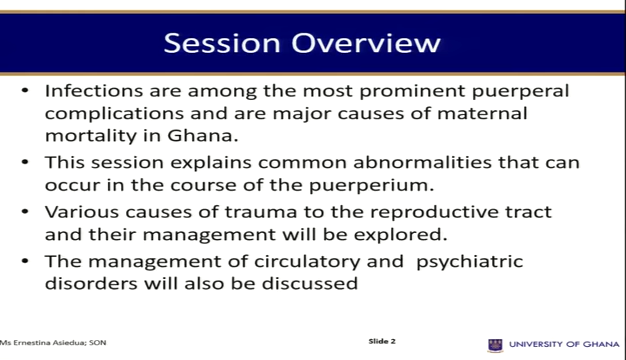 Session Overview
• Infections are among the most prominent puerperal
complications and are major causes of maternal
mortality in Ghana.
• This session explains common abnormalities that can
occur in the course of the puerperium.
• Various causes of trauma to the reproductive tract
and their management will be explored.
• The management of circulatory and  psychiatric
disorders will also be discussed
Ms Ernestina Asiedua; SON
Slide 2
UNIVERSITY OF GHANA